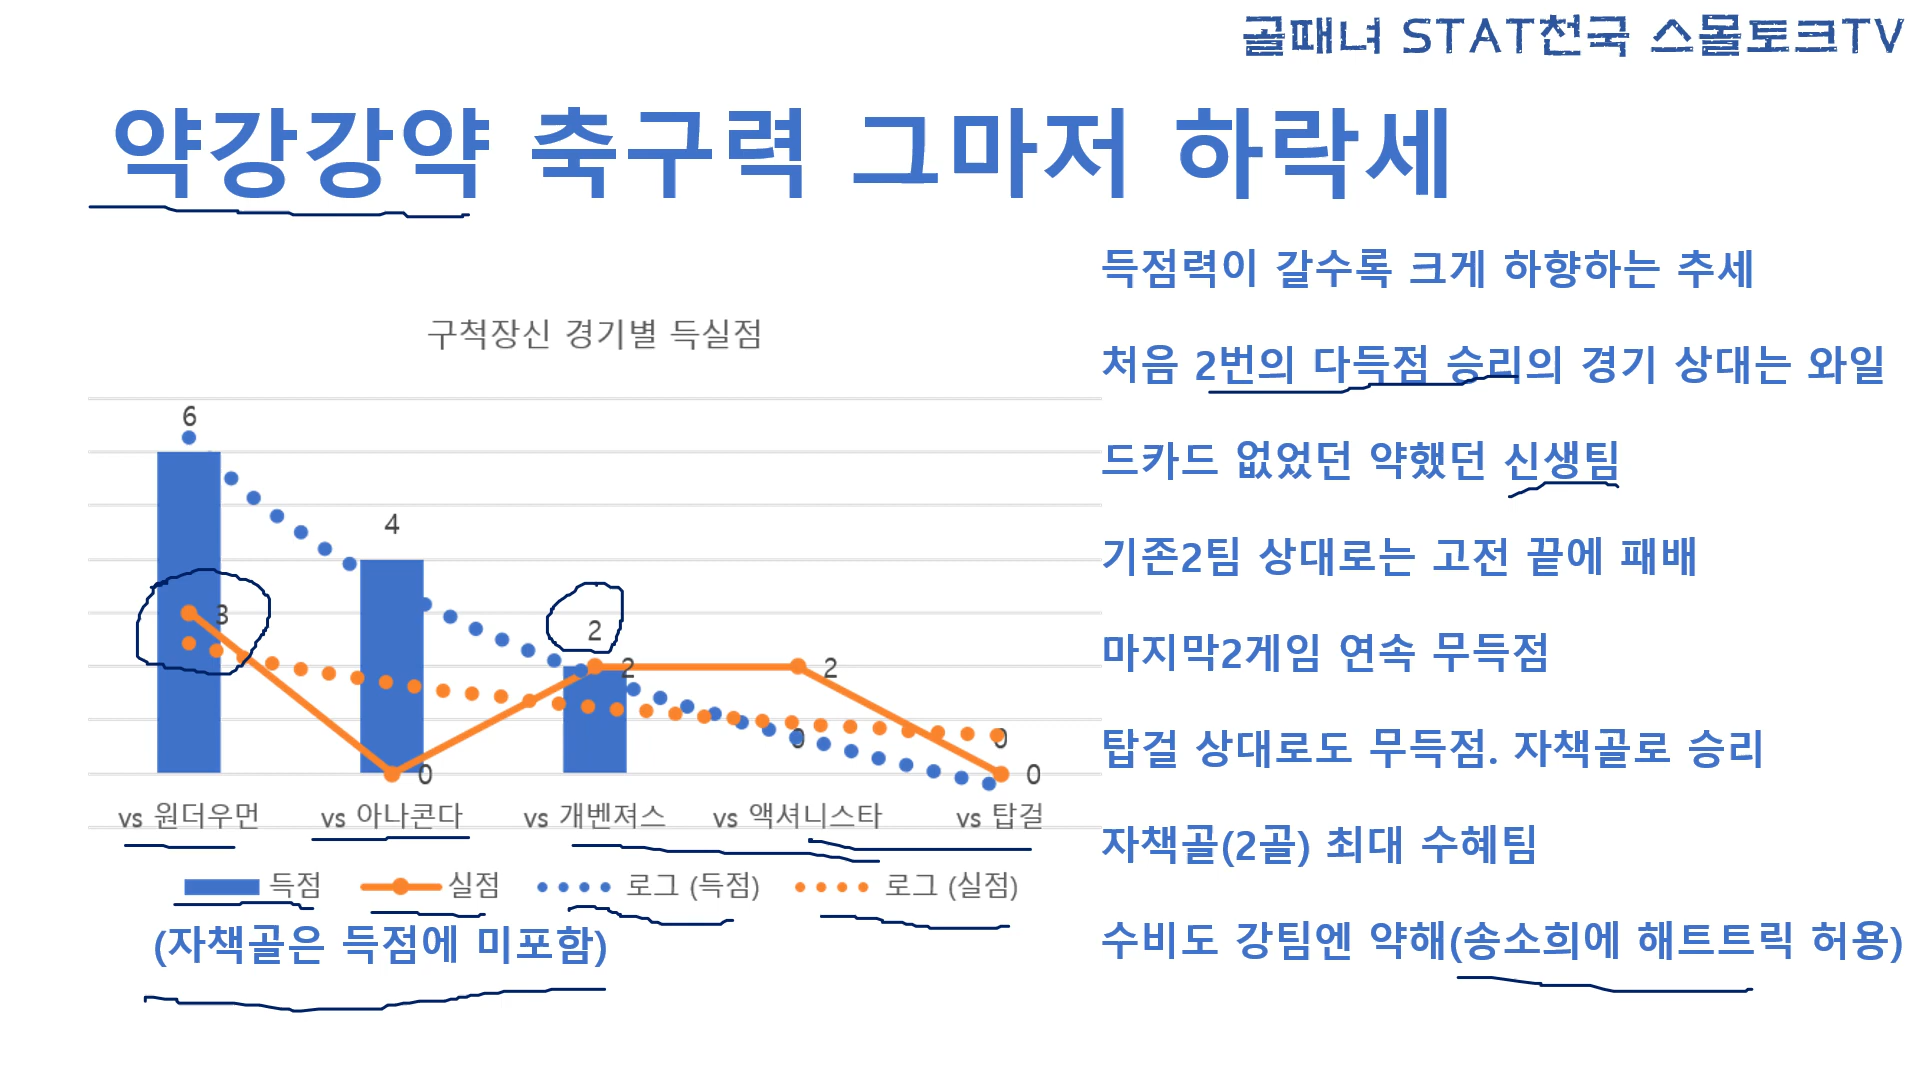 골때녀 STAT천국 스몰토크TV
약강강약 축구력 그마저 하락세
구척장신 경기별 득실점
6
4
3
2
2
2
0
0
0
0
vs 원더우먼
vs 아나콘다
vs 개벤져스
vs 액셔니스타
vs 탑걸
득점
실점
로그 (득점)
로그 (실점)
(자책골은 득점에 미포함)
득점력이 갈수록 크게 하향하는 추세
처음 2번의 다득점 승리의 경기 상대는 와일
드카드 없었던 약했던 신생팀
기존2팀 상대로는 고전 끝에 패배
마지막2게임 연속 무득점
탑걸 상대로도 무득점. 자책골로 승리
자책골(2골) 최대 수혜팀
수비도 강팀엔 약해(송소희에 해트트릭 허용)